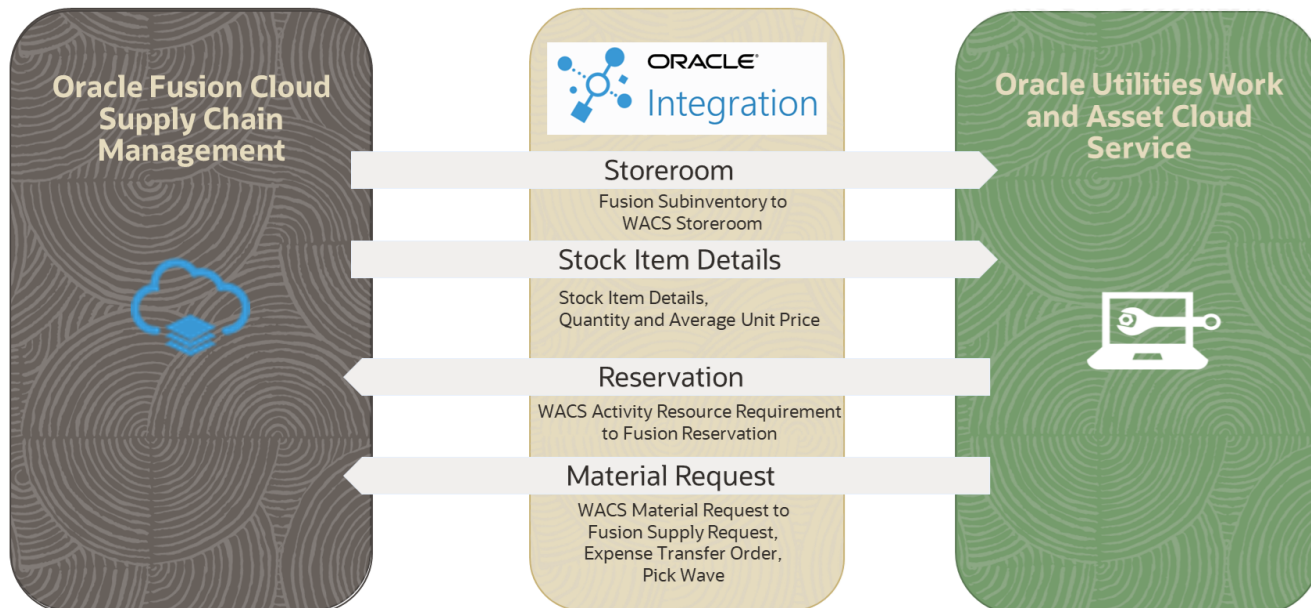 Oracle Fusion Cloud
Supply Chain
Management
ORACLE
Integration
Oracle Utilities Work
and Asset Cloud
Service
Storeroom
Fusion Subinventory to
WACS Storeroom
Stock Item Details
Stock Item Details,
Quantity and Average Unit Price
Reservation
WACS Activity Resource Requirement
to Fusion Reservation
Material Request
WACS Material Request to
Fusion Supply Request,
Expense Transfer Order,
Pick Wave